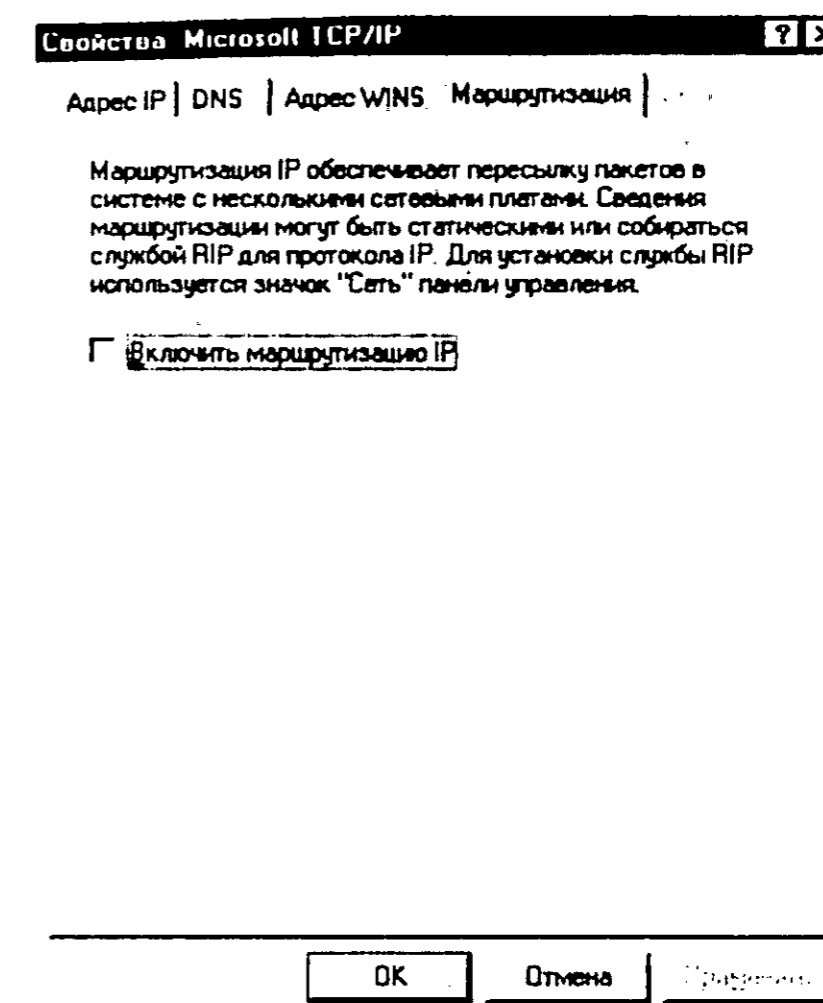 Свойства Microsoft TCP/IP
Адрес IP DNS Адрес WINS Маршрутизация
Маршрутизация IP обеспечивает пересылку пакетов в
системе с несколькими сетевыми платами. Сведения
маршрутизации могут быть статическими или собираться
службой RIP для протокола IP. Для установки службы RIP
используется значок "Сеть" панели управления.
Включить маршрутизацию IP
OK Отмена